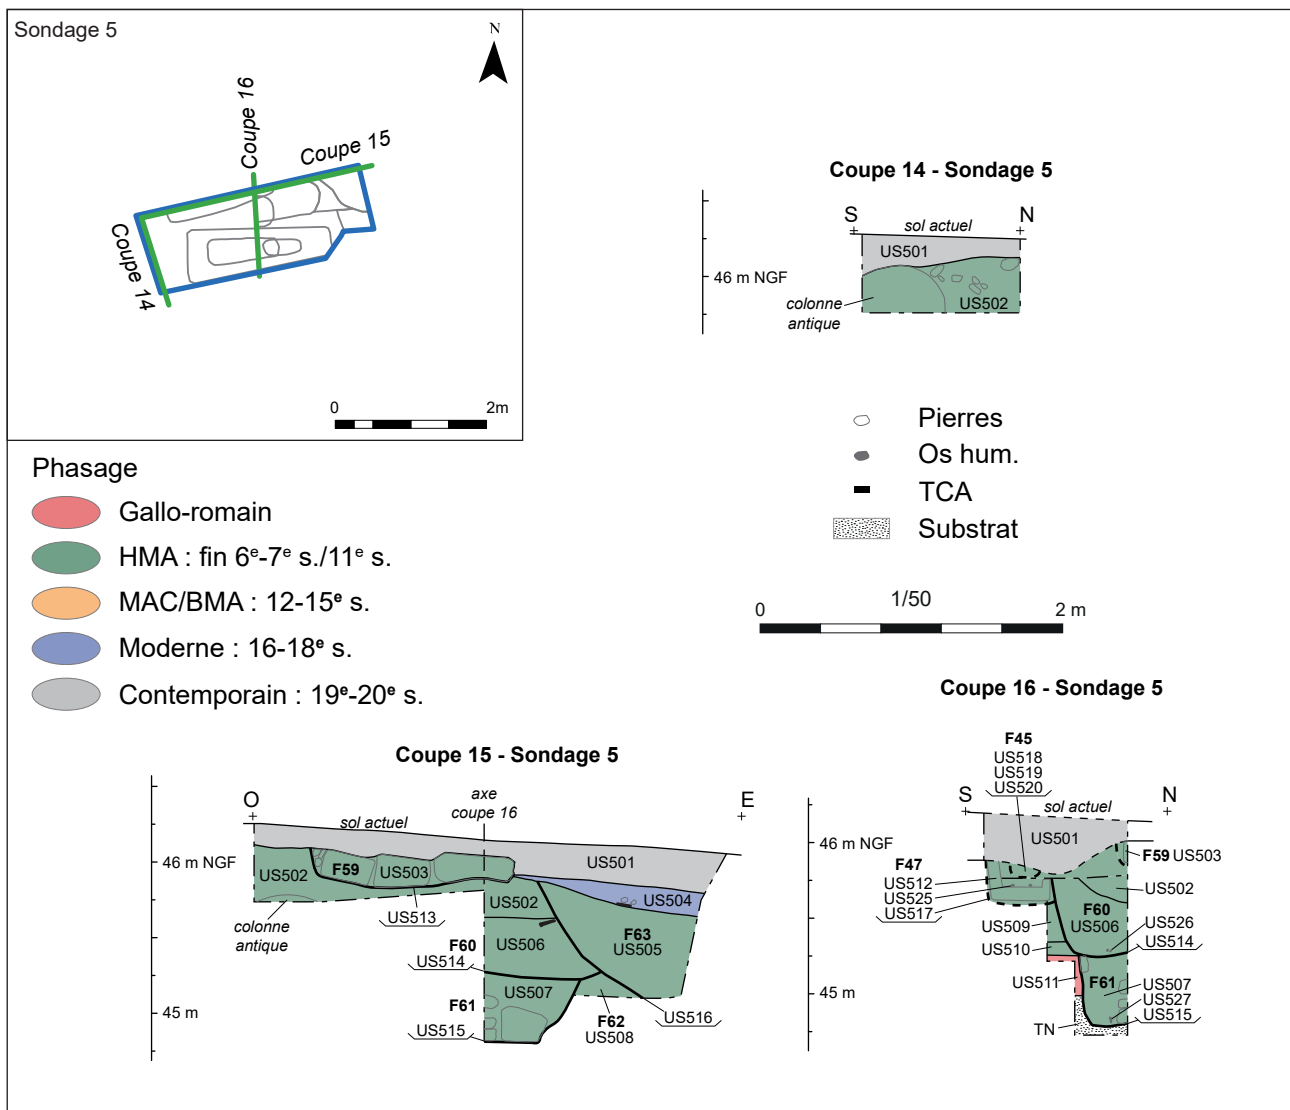 Sondage 5
N
Coupe 16
Coupe 15
Coupe 14
0 2m
Coupe 14 - Sondage 5
S N
sol actuel
US501
46 m NGF
colonne
antique
US502
Pierres
Os hum.
TCA
Substrat
1/50
0 2 m
Phasage
Gallo-romain
HMA : fin 6e-7e s./11e s.
MAC/BMA : 12-15e s.
Moderne : 16-18e s.
Contemporain : 19e-20e s.
Coupe 15 - Sondage 5
axe
coupe 16
O E
sol actuel
46 m NGF
US501
US502
F59
US503
US504
US513
US502
colonne
antique
F60
US514
US506
F63
US505
F61
US507
US515
F62
US508
US516
45 m
Coupe 16 - Sondage 5
F45
US518
US519
US520
S N
sol actuel
46 m NGF
US501
F59 US503
F47
US512
US525
US517
US502
F60
US506
US509
US526
US510
US514
US511
F61
US507
US527
US515
45 m
TN